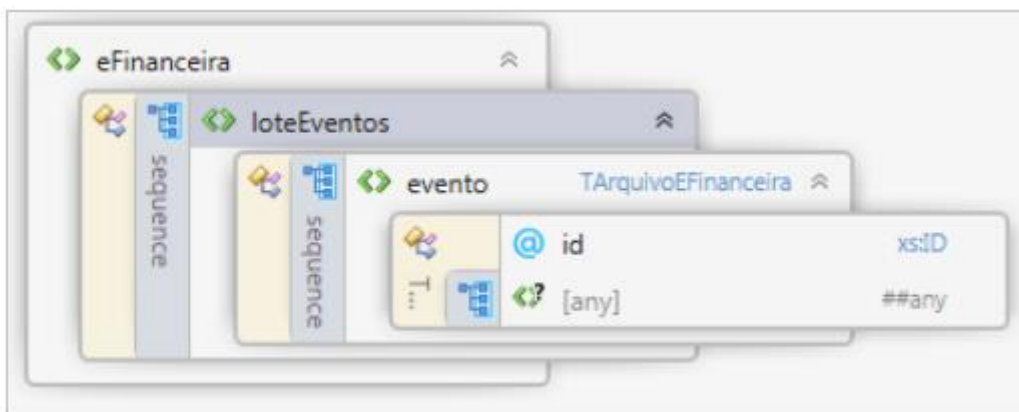 eFinanceira
loteEventos
sequence
evento TArquivoEFinanceira
sequence
@ id xs:ID
T...
[any] ##any